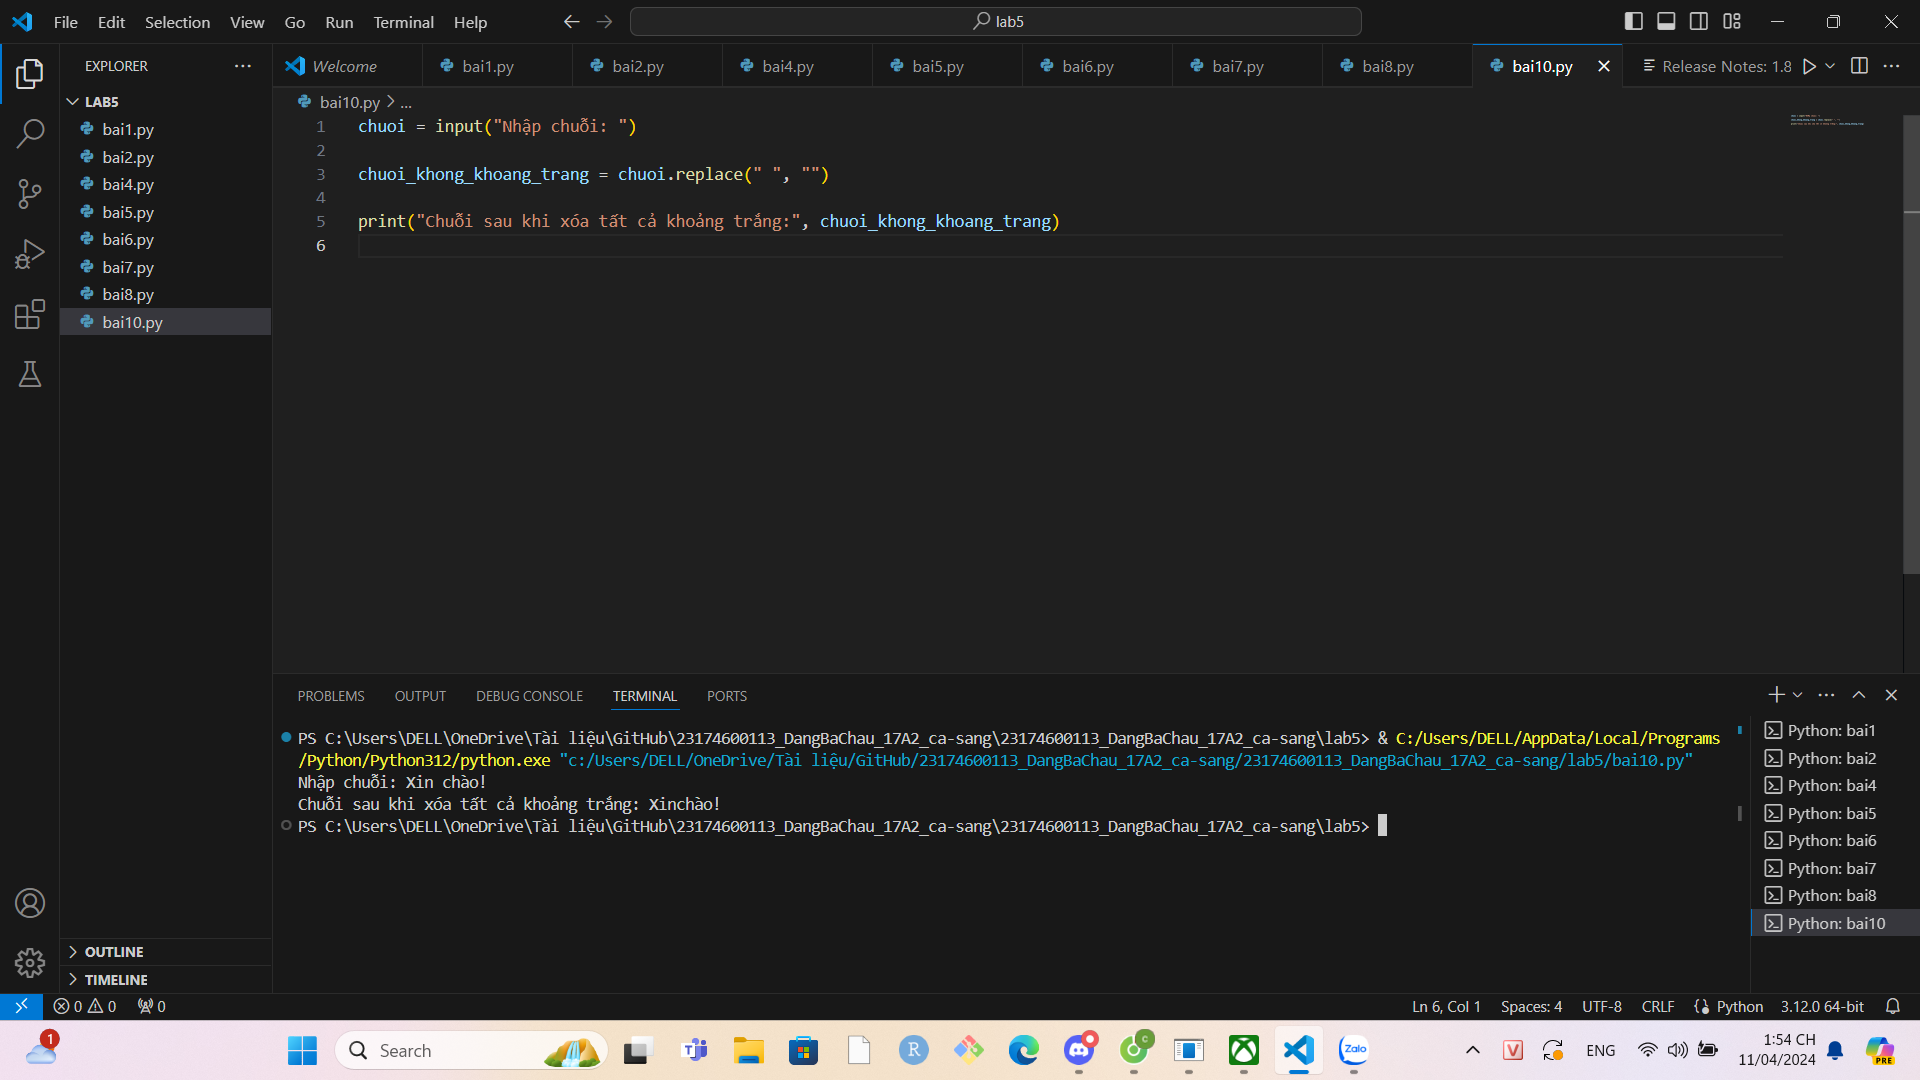 File Edit Selection View Go Run Terminal Help
lab5
EXPLORER
Welcome bai1.py bai2.py bai4.py bai5.py bai6.py bai7.py bai8.py bai10.py Release Notes: 1.8
LAB5
bai1.py
bai2.py
bai4.py
bai5.py
bai6.py
bai7.py
bai8.py
bai10.py
OUTLINE
TIMELINE
bai10.py > ...
1 chuoi = input("Nhập chuỗi: ")
2
3 chuoi_khong_khoang_trang = chuoi.replace(" ", "")
4
5 print("Chuỗi sau khi xóa tất cả khoảng trắng:", chuoi_khong_khoang_trang)
6
PROBLEMS OUTPUT DEBUG CONSOLE TERMINAL PORTS
PS C:\Users\DELL\OneDrive\Tài liệu\GitHub\23174600113_DangBaChau_17A2_ca-sang\23174600113_DangBaChau_17A2_ca-sang\lab5> & C:/Users/DELL/AppData/Local/Programs
/Python/Python312/python.exe "c:/Users/DELL/OneDrive/Tài liệu/GitHub/23174600113_DangBaChau_17A2_ca-sang/23174600113_DangBaChau_17A2_ca-sang/lab5/bai10.py"
Nhập chuỗi: Xin chào!
Chuỗi sau khi xóa tất cả khoảng trắng: Xinchào!
PS C:\Users\DELL\OneDrive\Tài liệu\GitHub\23174600113_DangBaChau_17A2_ca-sang\23174600113_DangBaChau_17A2_ca-sang\lab5>
Python: bai1
Python: bai2
Python: bai4
Python: bai5
Python: bai6
Python: bai7
Python: bai8
Python: bai10
0 0 0 Ln 6, Col 1 Spaces: 4 UTF-8 CRLF Python 3.12.0 64-bit
1 Search R Zalo C V ENG 1:54 CH
11/04/2024 PRE